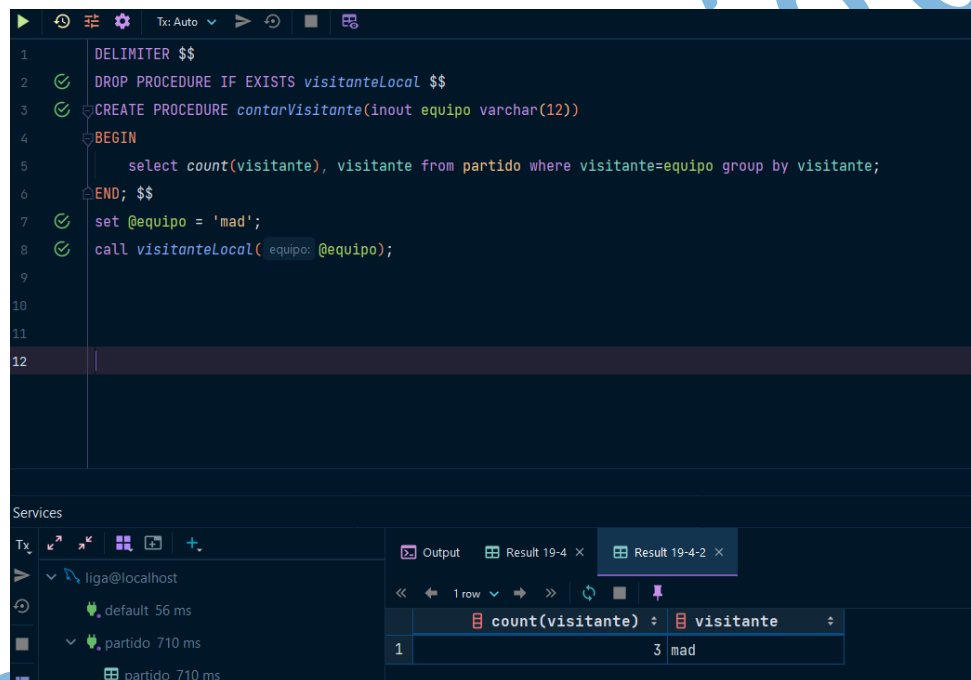 Tx: Auto
1 DELIMITER $$
2 DROP PROCEDURE IF EXISTS visitanteLocal $$
3 CREATE PROCEDURE contarVisitante(inout equipo varchar(12))
4 BEGIN
5 select count(visitante), visitante from partido where visitante=equipo group by visitante;
6 END; $$
7 set @equipo = 'mad';
8 call visitanteLocal( equipo: @equipo);
9
10
11
12
Services
Tx
Output Result 19-4 × Result 19-4-2 ×
liga@localhost
1 row
default 56 ms
count(visitante) visitante
partido 710 ms
1 3 mad
partido 710 ms